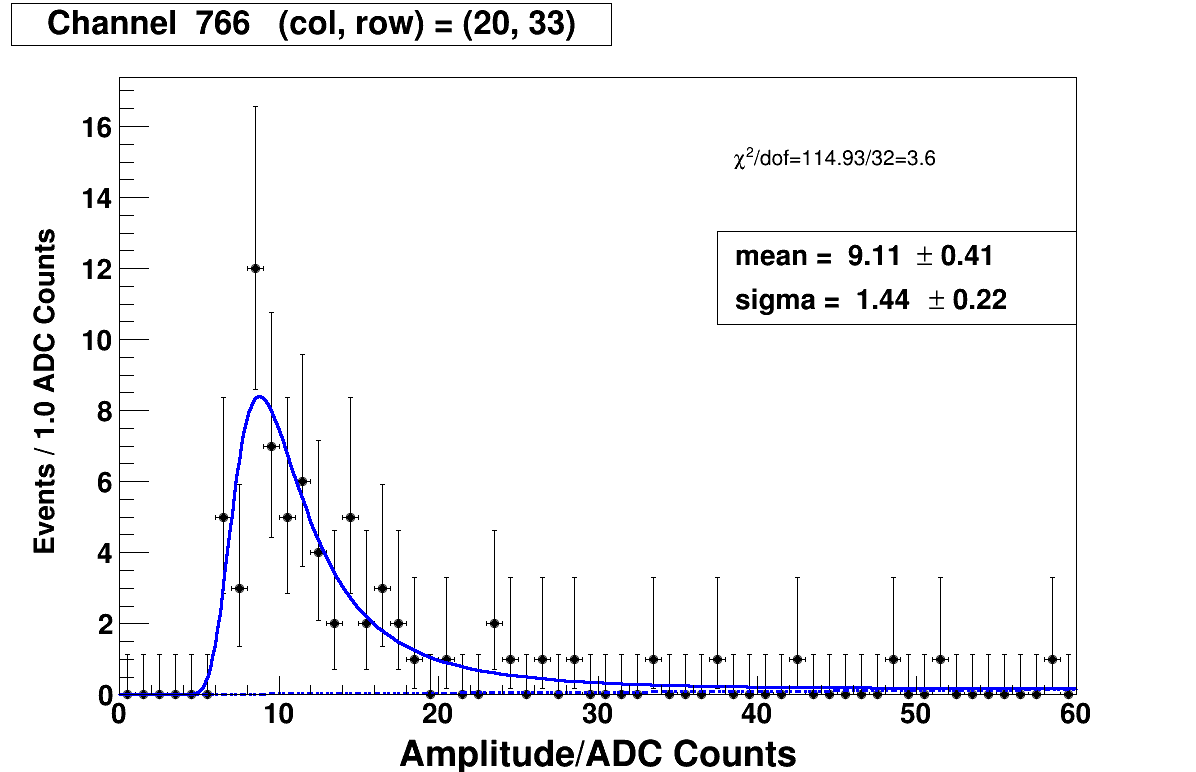 Channel 766 (col, row) = (20, 33)
χ²/dof=114.93/32=3.6
mean = 9.11 ± 0.41
sigma = 1.44 ± 0.22
Events / 1.0 ADC Counts
16
14
12
10
8
6
4
2
0
0 10 20 30 40 50 60
Amplitude/ADC Counts